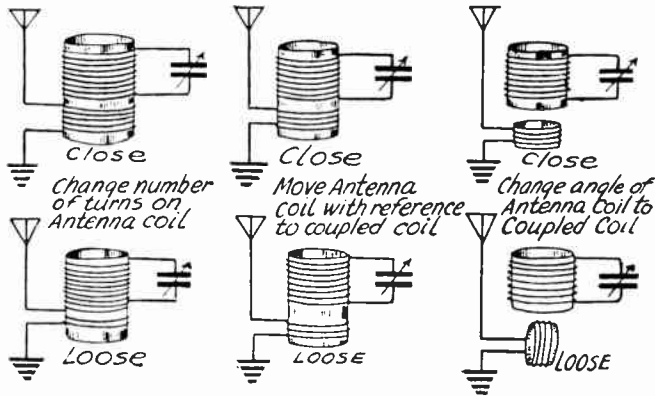 Close
Close
Close
Change number
of turns on
Antenna coil
Move Antenna
coil with reference
to coupled coil
Change angle of
Antenna Coil to
Coupled Coil
Loose
Loose
LOOSE